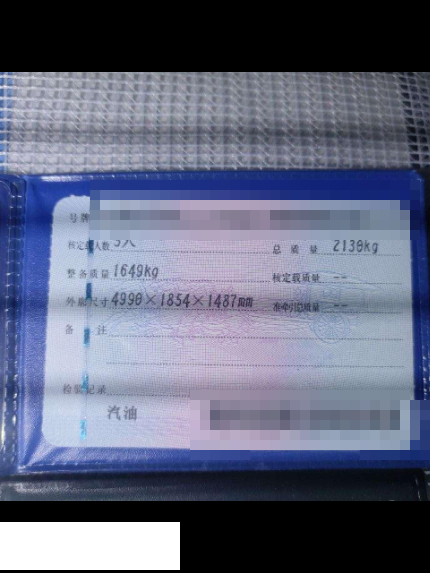 号牌
核定载人数 5人 总质量 2130kg
整备质量 1649kg 核定载质量 --
外廓尺寸 4990×1854×1487mm 准牵引总质量 --
备注
检验记录
汽油